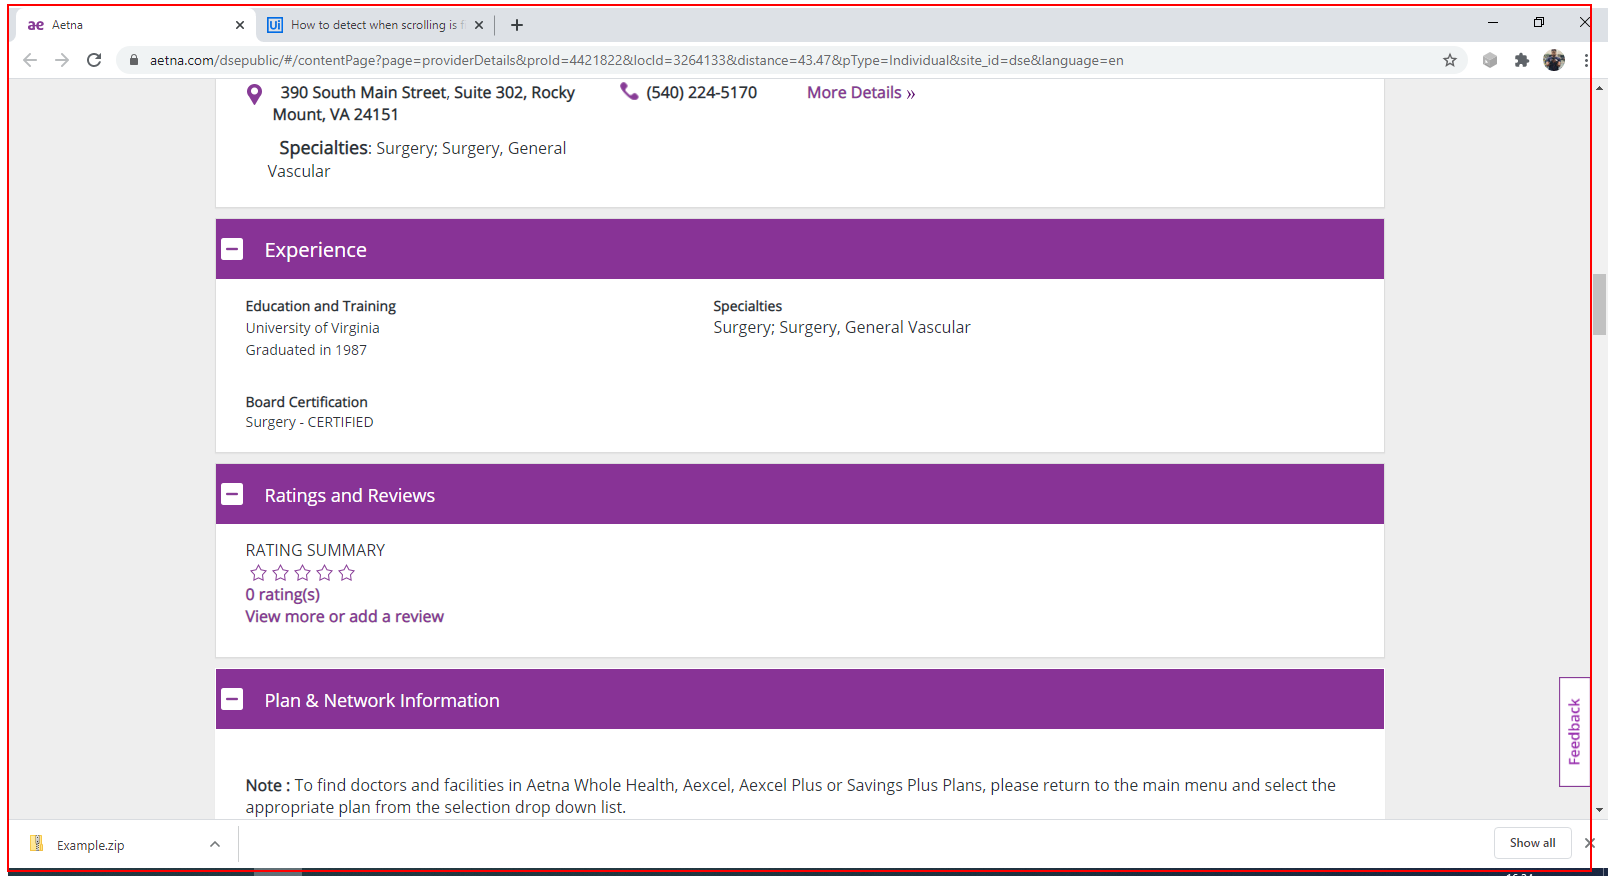 ae Aetna
Ui How to detect when scrolling is f
aetna.com/dsepublic/#/contentPage?page=providerDetails&proId=4421822&locId=3264133&distance=43.47&pType=Individual&site_id=dse&language=en
390 South Main Street, Suite 302, Rocky (540) 224-5170 More Details »
Mount, VA 24151
Specialties: Surgery; Surgery, General
Vascular
Experience
Education and Training Specialties
University of Virginia Surgery; Surgery, General Vascular
Graduated in 1987
Board Certification
Surgery - CERTIFIED
Ratings and Reviews
RATING SUMMARY
0 rating(s)
View more or add a review
Plan & Network Information
Feedback
Note : To find doctors and facilities in Aetna Whole Health, Aexcel, Aexcel Plus or Savings Plus Plans, please return to the main menu and select the
appropriate plan from the selection drop down list.
Example.zip
Show all